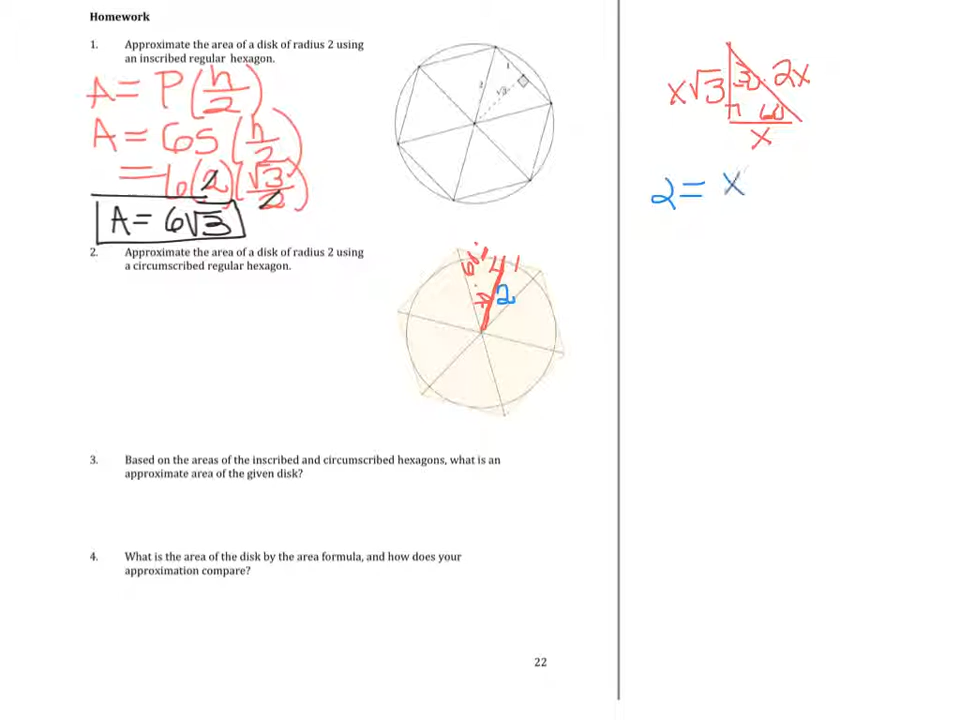 Homework
1. Approximate the area of a disk of radius 2 using
an inscribed regular hexagon.
A = P(h/2)
A = 6s(h/2)
= 6(2)(√3/2)
A = 6√3
2 √3 1
2. Approximate the area of a disk of radius 2 using
a circumscribed regular hexagon.
60
2
3. Based on the areas of the inscribed and circumscribed hexagons, what is an
approximate area of the given disk?
4. What is the area of the disk by the area formula, and how does your
approximation compare?
22
x√3 30 2x
60
x
2 = x